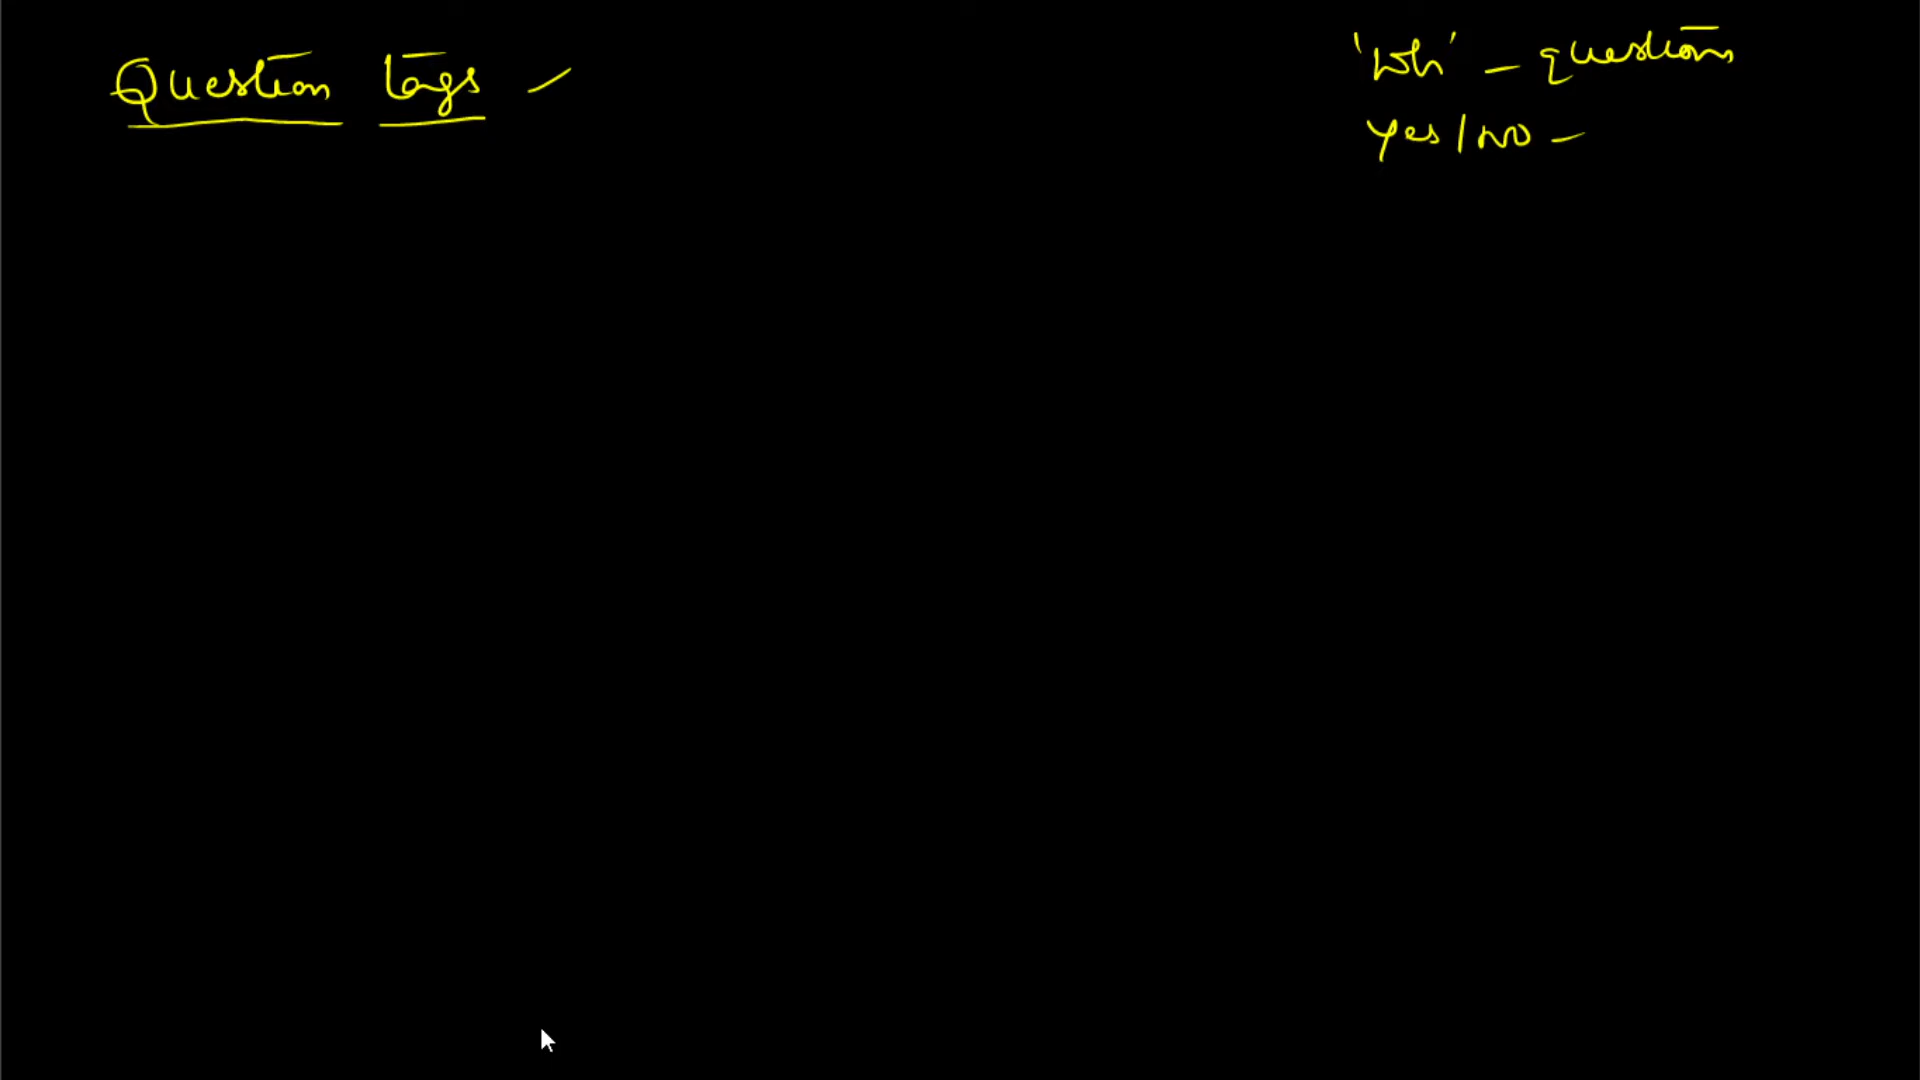 Question tags -
'Wh' - questions
Yes/No -